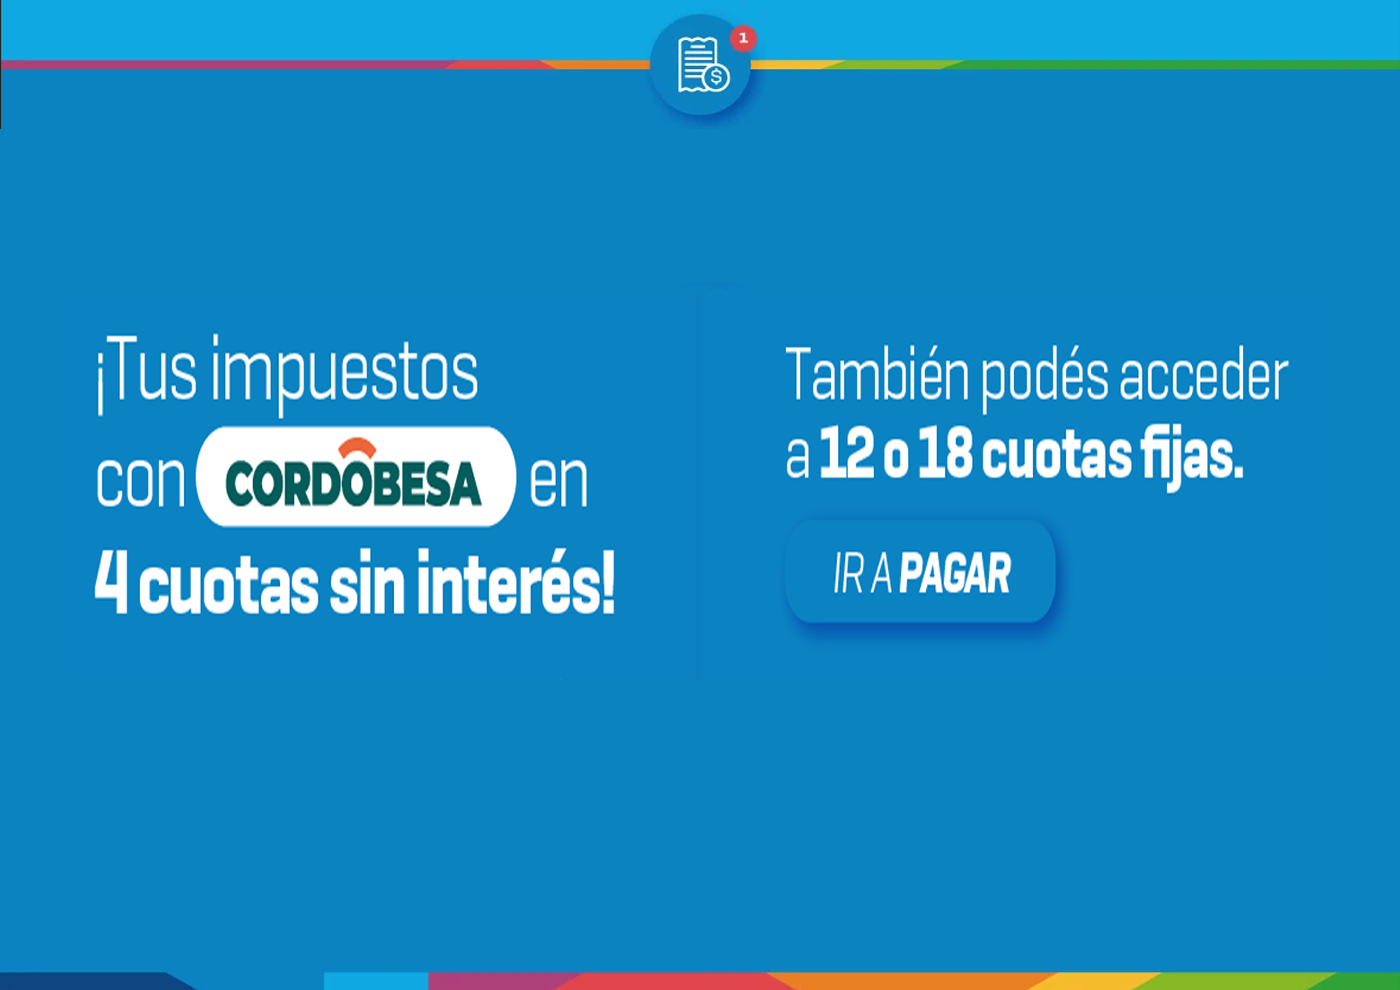 1
$
¡Tus impuestos
con CORDOBESA en
4 cuotas sin interés!
También podés acceder
a 12 o 18 cuotas fijas.
IR A PAGAR